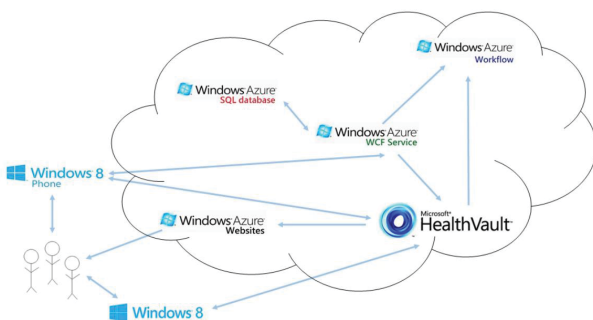 Windows Azure
Workflow
Windows Azure
SQL database
Windows Azure
WCF Service
Windows 8
Phone
Windows Azure
Websites
Microsoft®
HealthVault
Windows 8